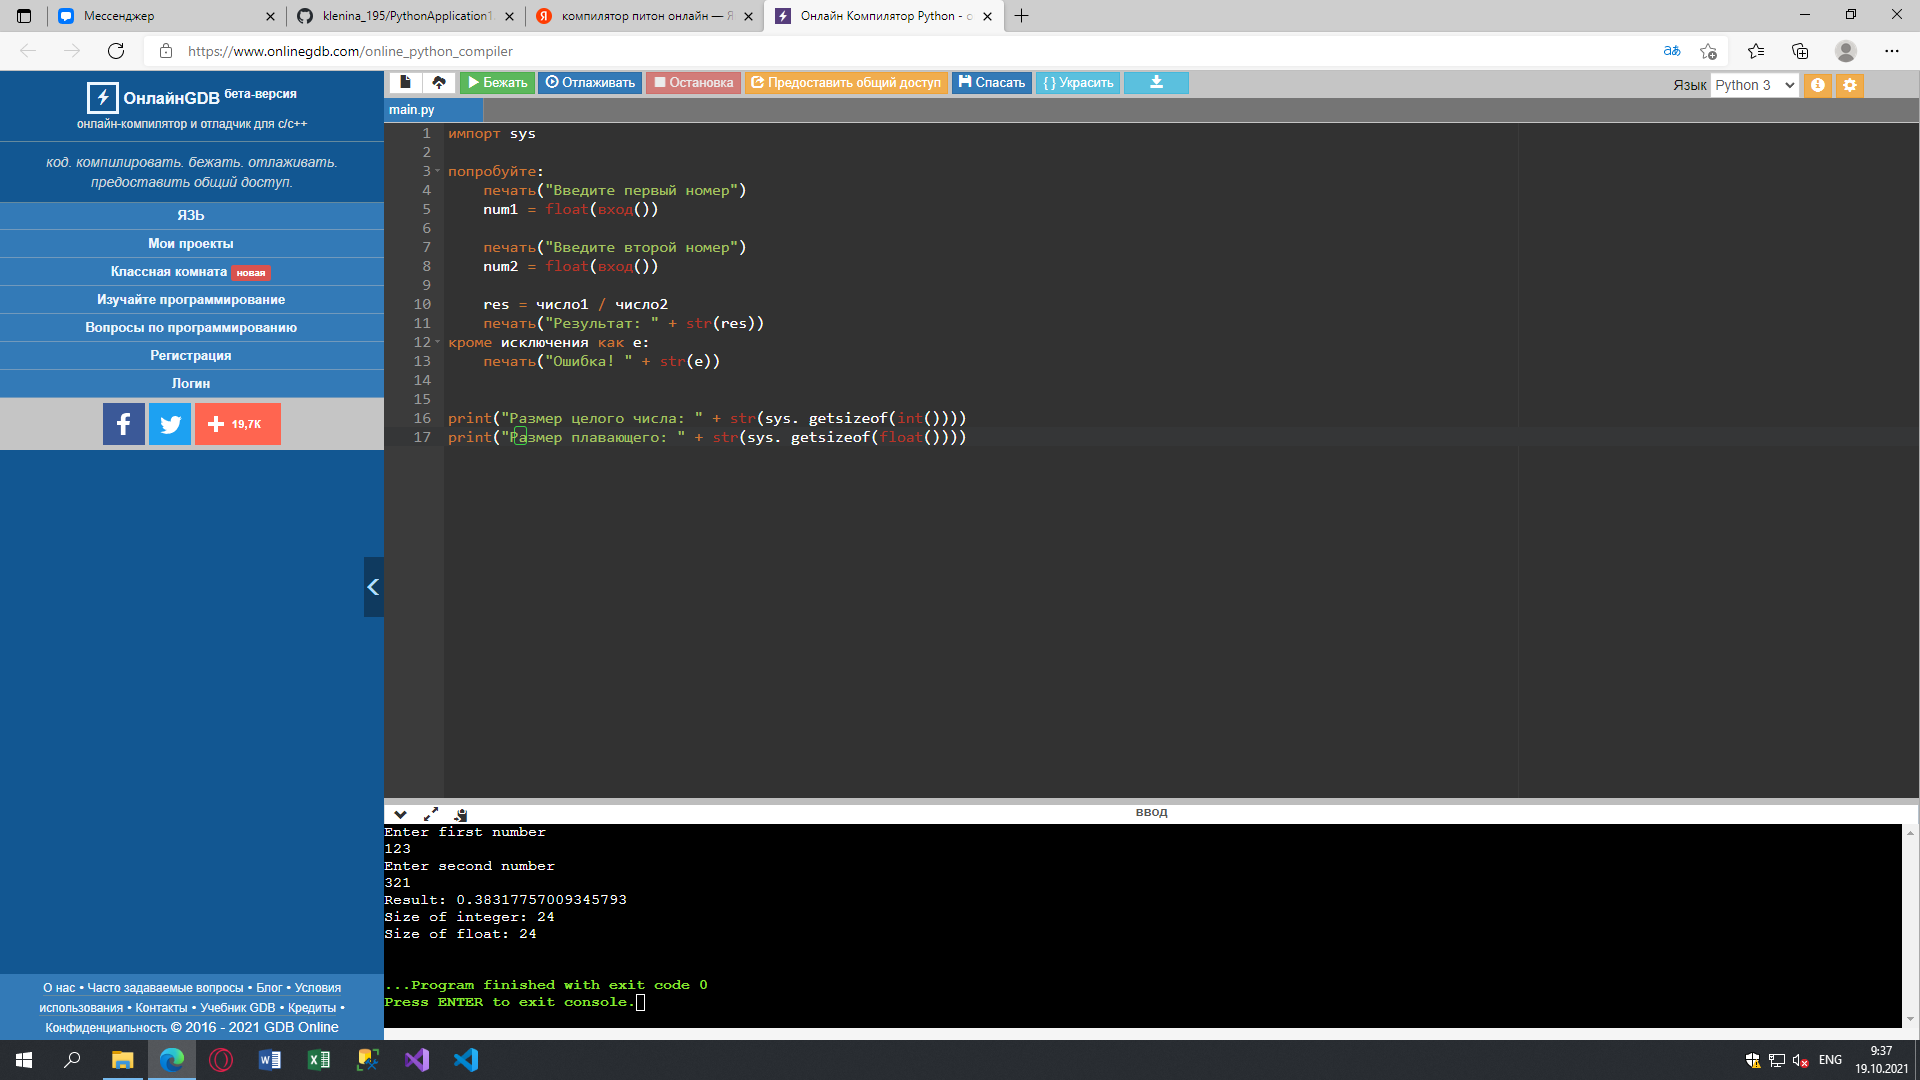 Мессенджер
klenina_195/PythonApplication1
компилятор питон онлайн — Я
Онлайн Компилятор Python - о
https://www.onlinegdb.com/online_python_compiler
ОнлайнGDB бета-версия
онлайн-компилятор и отладчик для c/c++
код. компилировать. бежать. отлаживать.
предоставить общий доступ.
ЯЗЬ
Мои проекты
Классная комната новая
Изучайте программирование
Вопросы по программированию
Регистрация
Логин
19,7K
О нас • Часто задаваемые вопросы • Блог • Условия
использования • Контакты • Учебник GDB • Кредиты •
Конфиденциальность © 2016 - 2021 GDB Online
Бежать Отлаживать Остановка Предоставить общий доступ Спасать { } Украсить
Язык Python 3
main.py
1 импорт sys
2
3 попробуйте:
4 печать("Введите первый номер")
5 num1 = float(вход())
6
7 печать("Введите второй номер")
8 num2 = float(вход())
9
10 res = число1 / число2
11 печать("Результат: " + str(res))
12 кроме исключения как e:
13 печать("Ошибка! " + str(e))
14
15
16 print("Размер целого числа: " + str(sys. getsizeof(int())))
17 print("Размер плавающего: " + str(sys. getsizeof(float())))
ввод
Enter first number
123
Enter second number
321
Result: 0.38317757009345793
Size of integer: 24
Size of float: 24
...Program finished with exit code 0
Press ENTER to exit console.
ENG
9:37
19.10.2021